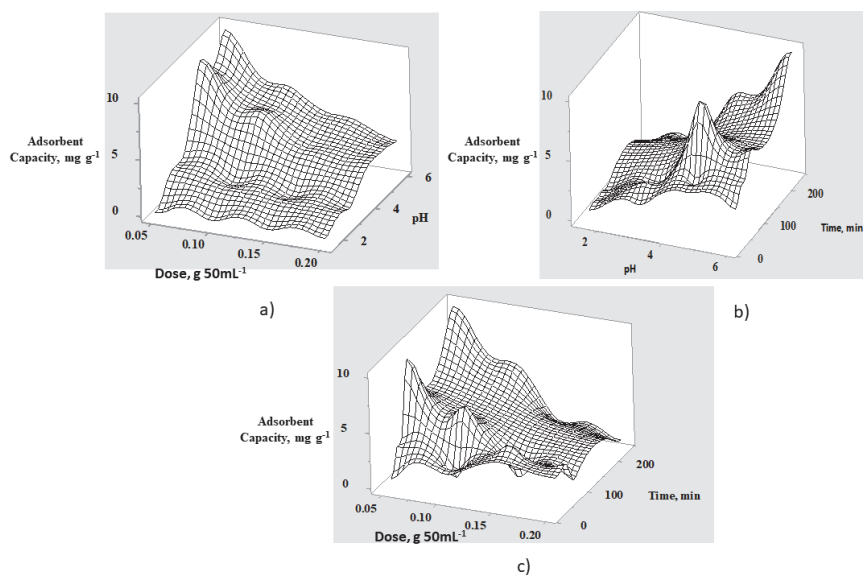 10
Adsorbent
Capacity, mg g-1
5
0
0.05
0.10
0.15
0.20
Dose, g 50mL-1
2
4
6
pH
a)
10
Adsorbent
Capacity, mg g-1
5
0
2
4
6
pH
0
100
200
Time, min
b)
10
Adsorbent
Capacity, mg g-1
5
0
0.05
0.10
0.15
0.20
Dose, g 50mL-1
0
100
200
Time, min
c)